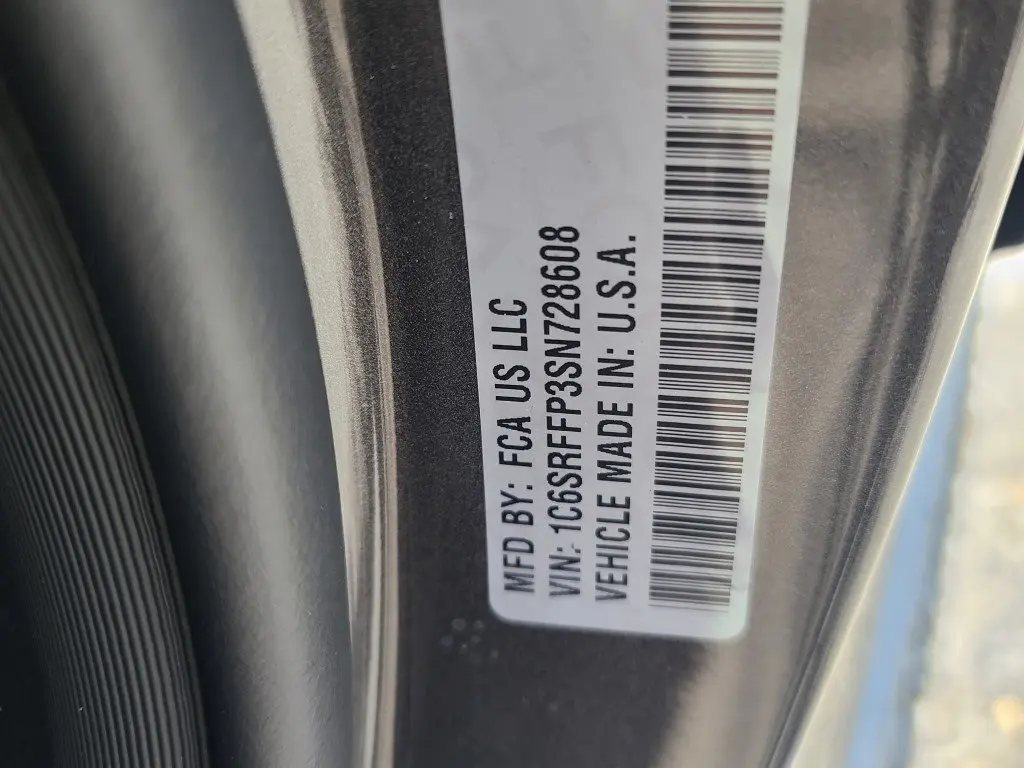 MFD BY: FCA US LLC
VIN: 1C6SRFFP3SN728608
VEHICLE MADE IN: U.S.A.